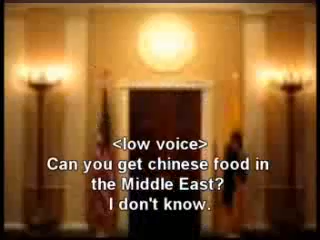 <low voice>
Can you get chinese food in
the Middle East?
I don't know.